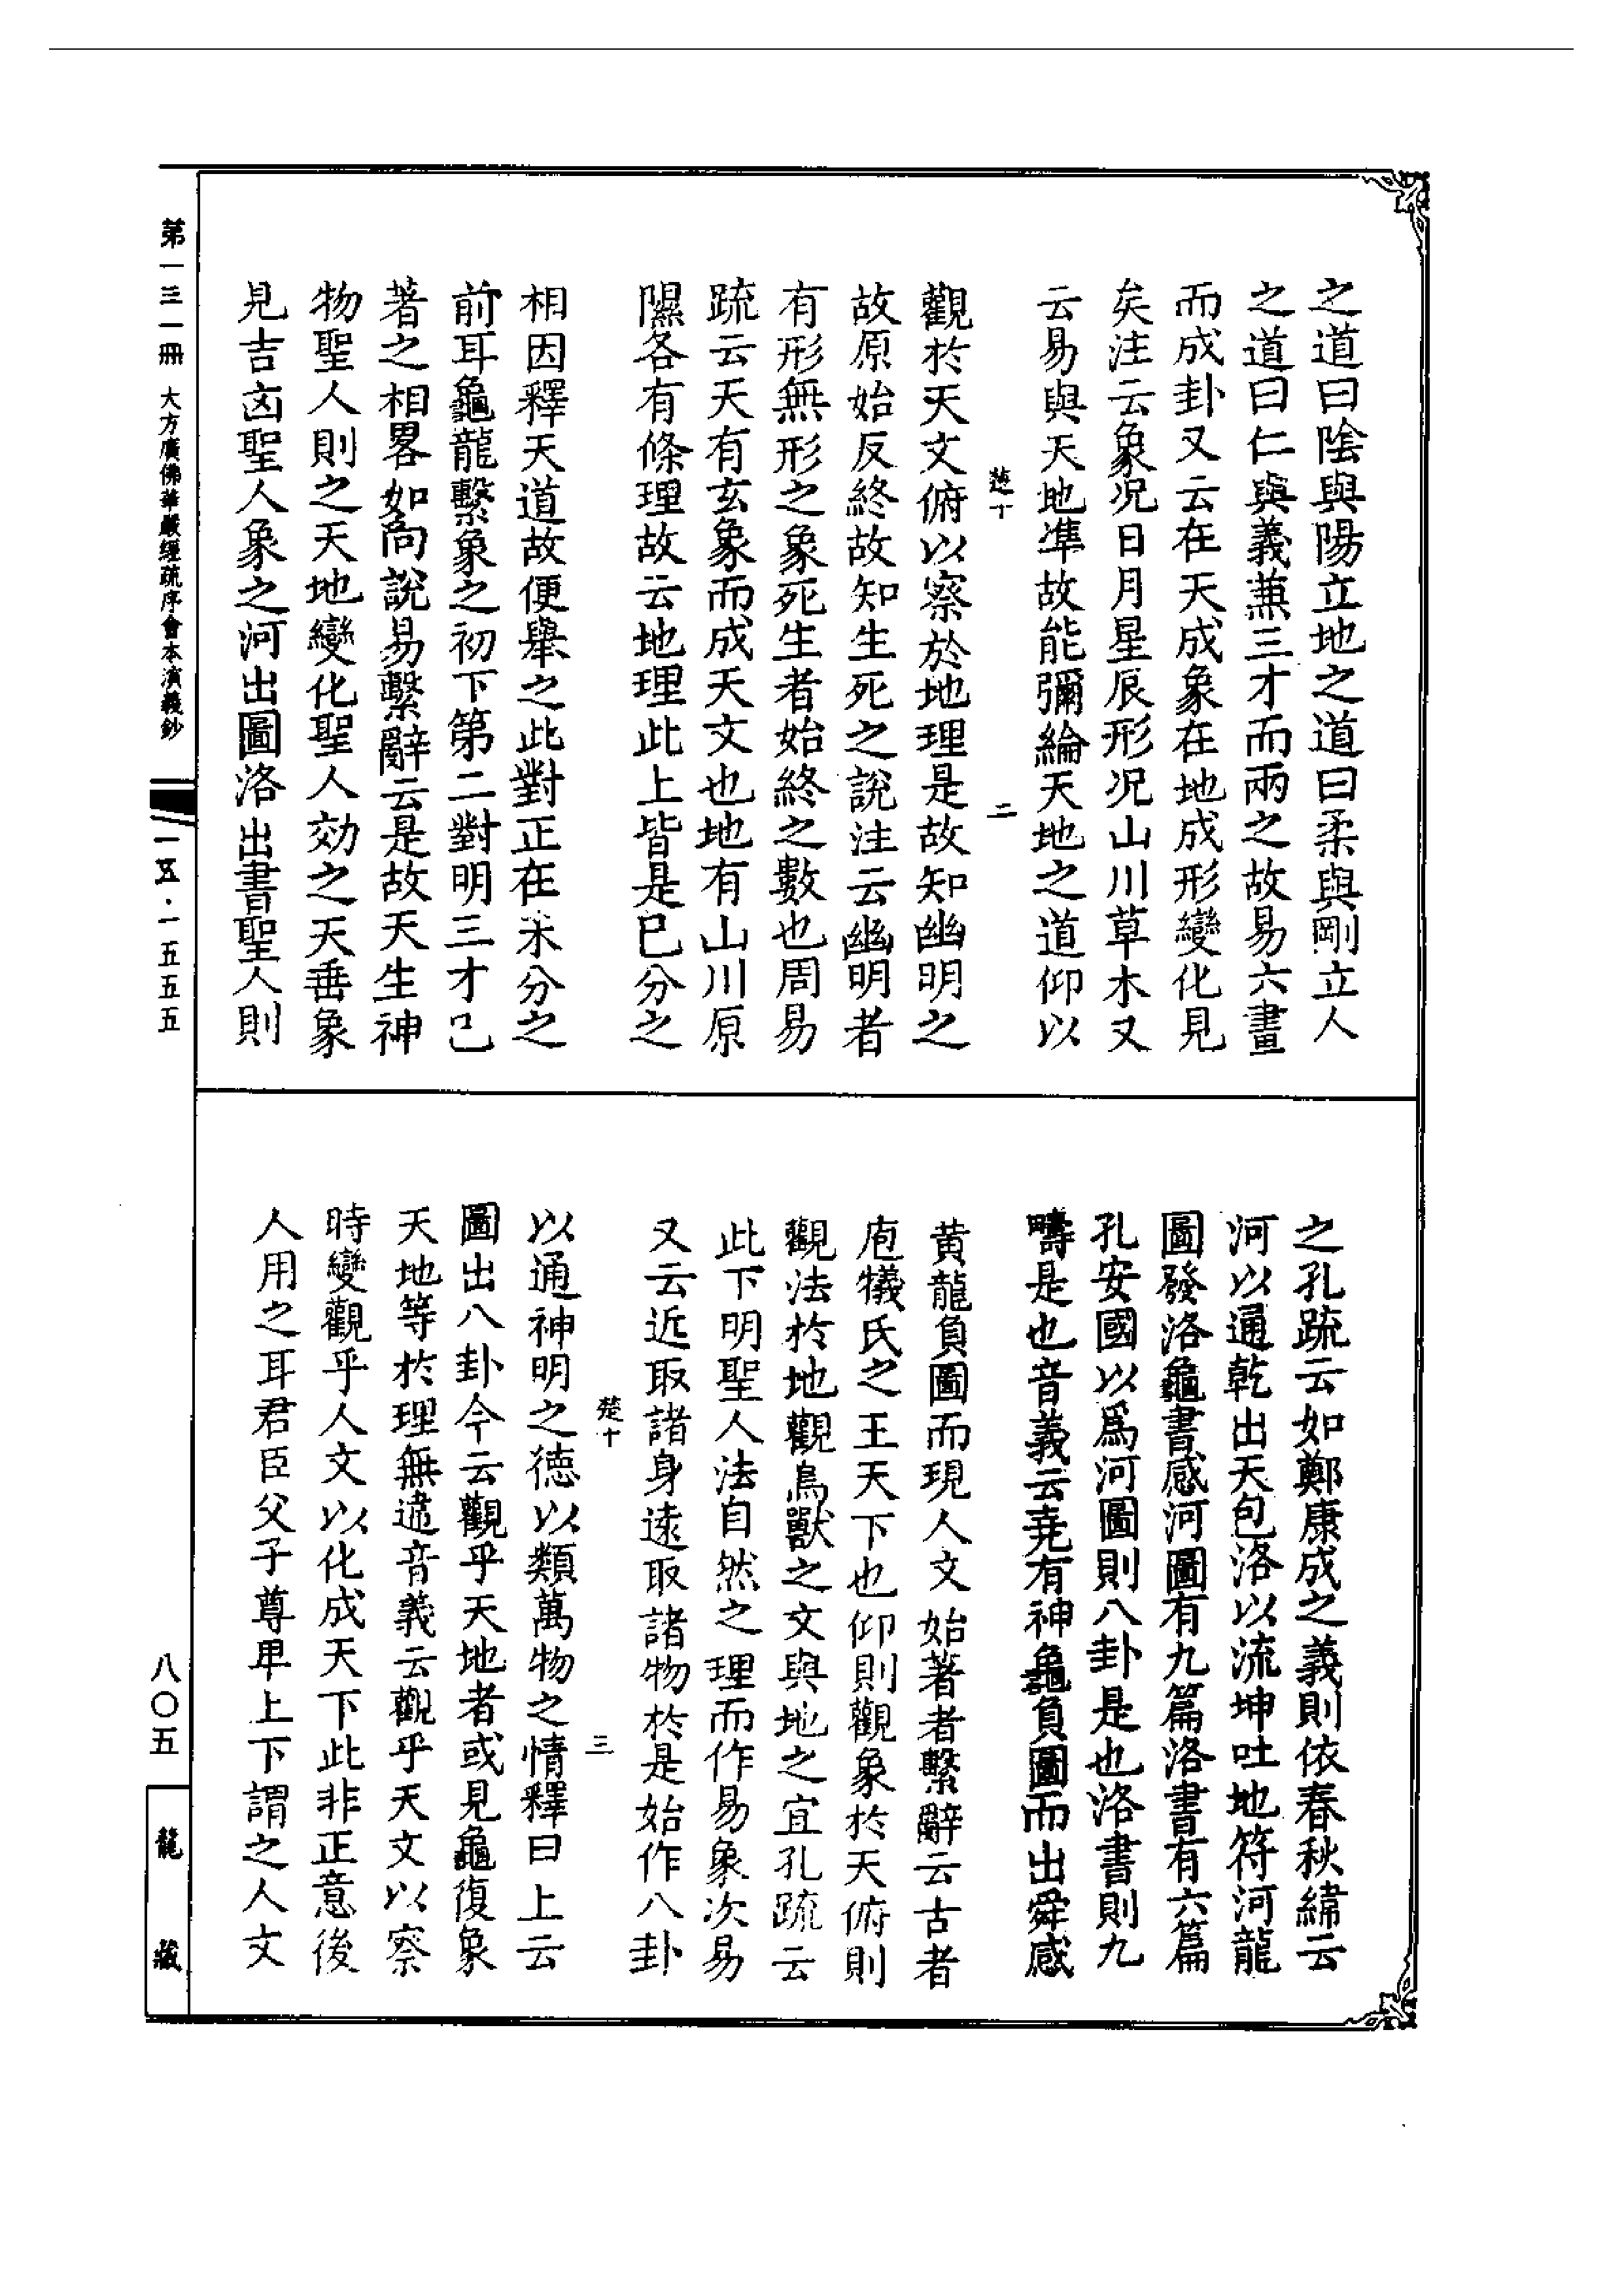 之道曰陰與陽立地之道曰柔與剛立人
之道曰仁與義兼三才而兩之故易六畫
而成卦又云在天成象在地成形變化見
矣注云象况日月星辰形况山川草木又
云易與天地準故能彌綸天地之道仰以
楚十 二
觀於天文俯以察於地理是故知幽明之
故原始反終故知生死之說注云幽明者
有形無形之象死生者始終之數也周易
疏云天有玄象而成天文也地有山川原
隰各有條理故云地理此上皆是已分之
相因釋天道故便舉之此對正在未分之
前耳龜龍繫象之初下第二對明三才已
著之相畧如向說易繫辭云是故天生神
物聖人則之天地變化聖人効之天垂象
見吉凶聖人象之河出圖洛出書聖人則
之孔疏云如鄭康成之義則依春秋緯云
河以通乾出天包洛以流坤吐地符河龍
圖發洛龜書感河圖有九篇洛書有六篇
孔安國以爲河圖則八卦是也洛書則九
疇是也音義云堯有神龜負圖而出舜感
黄龍負圖而現人文始著者繫辭云古者
庖犧氏之王天下也仰則觀象於天俯則
觀法於地觀鳥獸之文與地之宜孔疏云
此下明聖人法自然之理而作易象次易
又云近取諸身遠取諸物於是始作八卦
楚十 三
以通神明之德以類萬物之情釋曰上云
圖出八卦今云觀乎天地者或見龜復象
天地等於理無違音義云觀乎天文以察
時變觀乎人文以化成天下此非正意後
人用之耳君臣父子尊卑上下謂之人文
第一三一冊 大方廣佛華嚴經疏序會本演義鈔
一五·一五五五
八〇五
龍藏